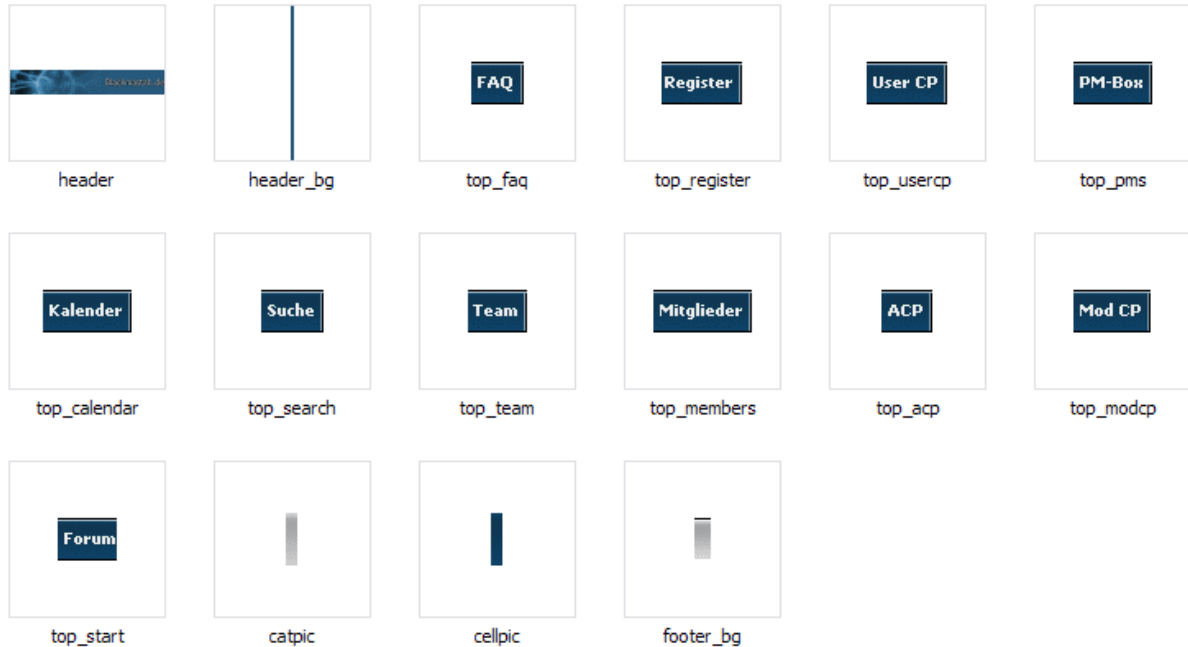 header
header_bg
FAQ
top_faq
Register
top_register
User CP
top_usercp
PM-Box
top_pms
Kalender
top_calendar
Suche
top_search
Team
top_team
Mitglieder
top_members
ACP
top_acp
Mod CP
top_modcp
Forum
top_start
catpic
cellpic
footer_bg